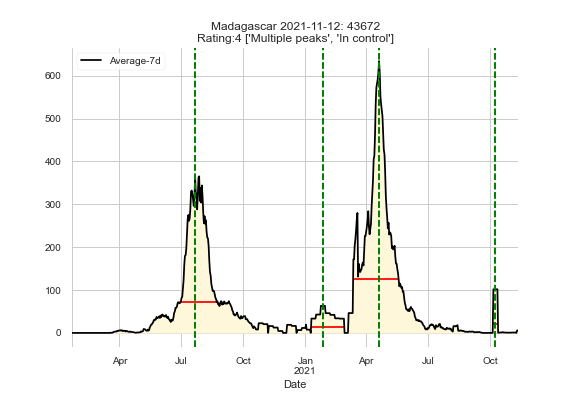 Madagascar 2021-11-12: 43672
Rating:4 ['Multiple peaks', 'In control']
Average-7d
600
500
400
300
200
100
0
Apr
Jul
Oct
Jan
2021
Apr
Jul
Oct
Date